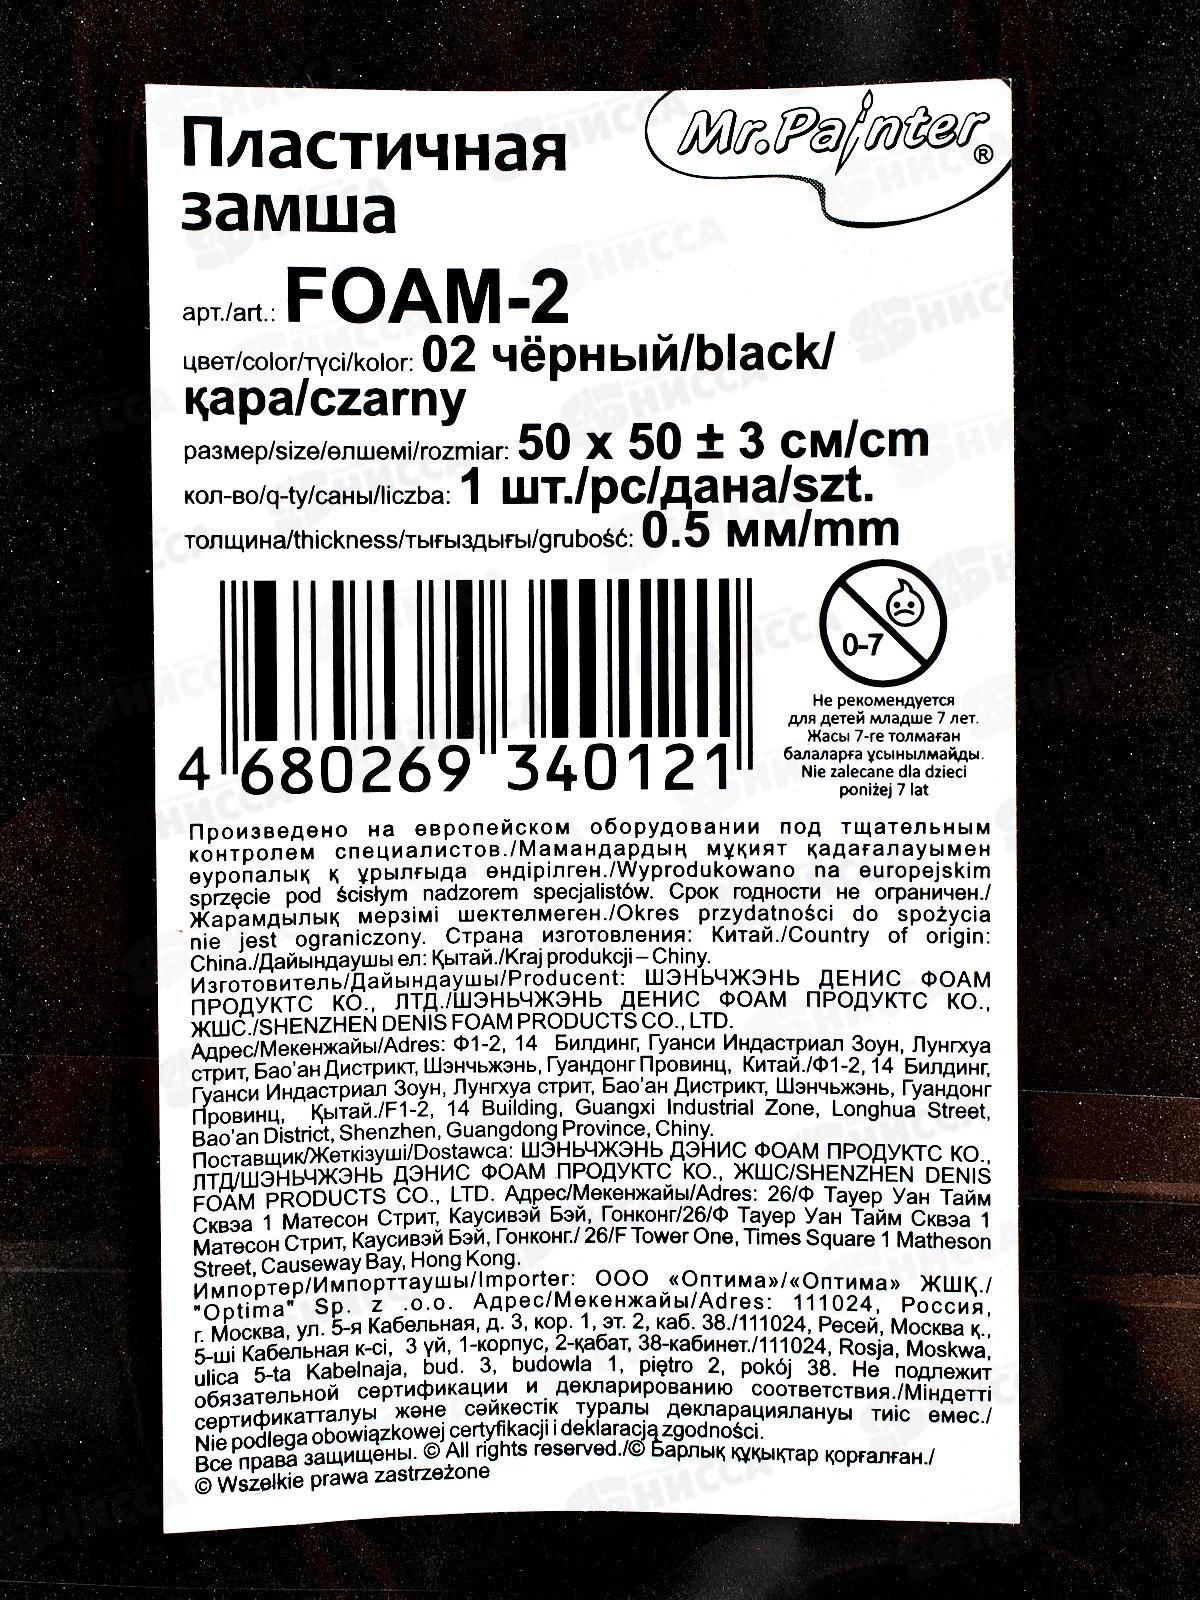 Mr.Painter®
Пластичная
замша
арт./art.: FOAM-2
цвет/color/түсі/kolor: 02 чёрный/black/
қара/czarny
размер/size/өлшемі/rozmiar: 50 x 50 ± 3 см/cm
кол-во/q-ty/саны/liczba: 1 шт./pc/дана/szt.
толщина/thickness/тығыздығы/grubość: 0.5 мм/mm
0-7
Не рекомендуется
для детей младше 7 лет.
Жасы 7-ге толмаған
балаларға ұсынылмайды.
Nie zalecane dla dzieci
poniżej 7 lat
4 680269 340121
Произведено на европейском оборудовании под тщательным
контролем специалистов./Мамандардың мұқият қадағалауымен
еуропалық қ ұрылғыда өндірілген./Wyprodukowano na europejskim
sprzęcie pod ścisłym nadzorem specjalistów. Срок годности не ограничен./
Жарамдылық мерзімі шектелмеген./Okres przydatności do spożycia
nie jest ograniczony. Страна изготовления: Китай./Country of origin:
China./Дайындаушы ел: Қытай./Kraj produkcji – Chiny.
Изготовитель/Дайындаушы/Producent: ШЭНЬЧЖЭНЬ ДЕНИС ФОАМ
ПРОДУКТС КО., ЛТД./ШЭНЬЧЖЭНЬ ДЕНИС ФОАМ ПРОДУКТС КО.,
ЖШС./SHENZHEN DENIS FOAM PRODUCTS CO., LTD.
Адрес/Мекенжайы/Adres: Ф1-2, 14 Билдинг, Гуанси Индастриал Зоун, Лунгхуа
стрит, Бао'ан Дистрикт, Шэнчьжэнь, Гуандонг Провинц, Китай./Ф1-2, 14 Билдинг,
Гуанси Индастриал Зоун, Лунгхуа стрит, Бао'ан Дистрикт, Шэнчьжэнь, Гуандонг
Провинц, Қытай./F1-2, 14 Building, Guangxi Industrial Zone, Longhua Street,
Bao'an District, Shenzhen, Guangdong Province, Chiny.
Поставщик/Жеткізуші/Dostawca: ШЭНЬЧЖЭНЬ ДЭНИС ФОАМ ПРОДУКТС КО.,
ЛТД/ШЭНЬЧЖЭНЬ ДЭНИС ФОАМ ПРОДУКТС КО., ЖШС/SHENZHEN DENIS
FOAM PRODUCTS CO., LTD. Адрес/Мекенжайы/Adres: 26/Ф Тауер Уан Тайм
Сквэа 1 Матесон Стрит, Каусивэй Бэй, Гонконг/26/Ф Тауер Уан Тайм Сквэа 1
Матесон Стрит, Каусивэй Бэй, Гонконг./ 26/F Tower One, Times Square 1 Matheson
Street, Causeway Bay, Hong Kong.
Импортер/Импорттаушы/Importer: ООО «Оптима»/«Оптима» ЖШҚ./
"Optima" Sp. z .o.o. Адрес/Мекенжайы/Adres: 111024, Россия,
г. Москва, ул. 5-я Кабельная, д. 3, кор. 1, эт. 2, каб. 38./111024, Ресей, Москва қ.,
5-ші Кабельная к-сі, 3 үй, 1-корпус, 2-қабат, 38-кабинет./111024, Rosja, Moskwa,
ulica 5-ta Kabelnaja, bud. 3, budowla 1, piętro 2, pokój 38. Не подлежит
обязательной сертификации и декларированию соответствия./Міндетті
сертификатталуы және сәйкестік туралы декларациялануы тиіс емес./
Nie podlega obowiązkowej certyfikacji i deklaracją zgodności.
Все права защищены. © All rights reserved./© Барлық құқықтар қорғалған./
© Wszelkie prawa zastrzeżone